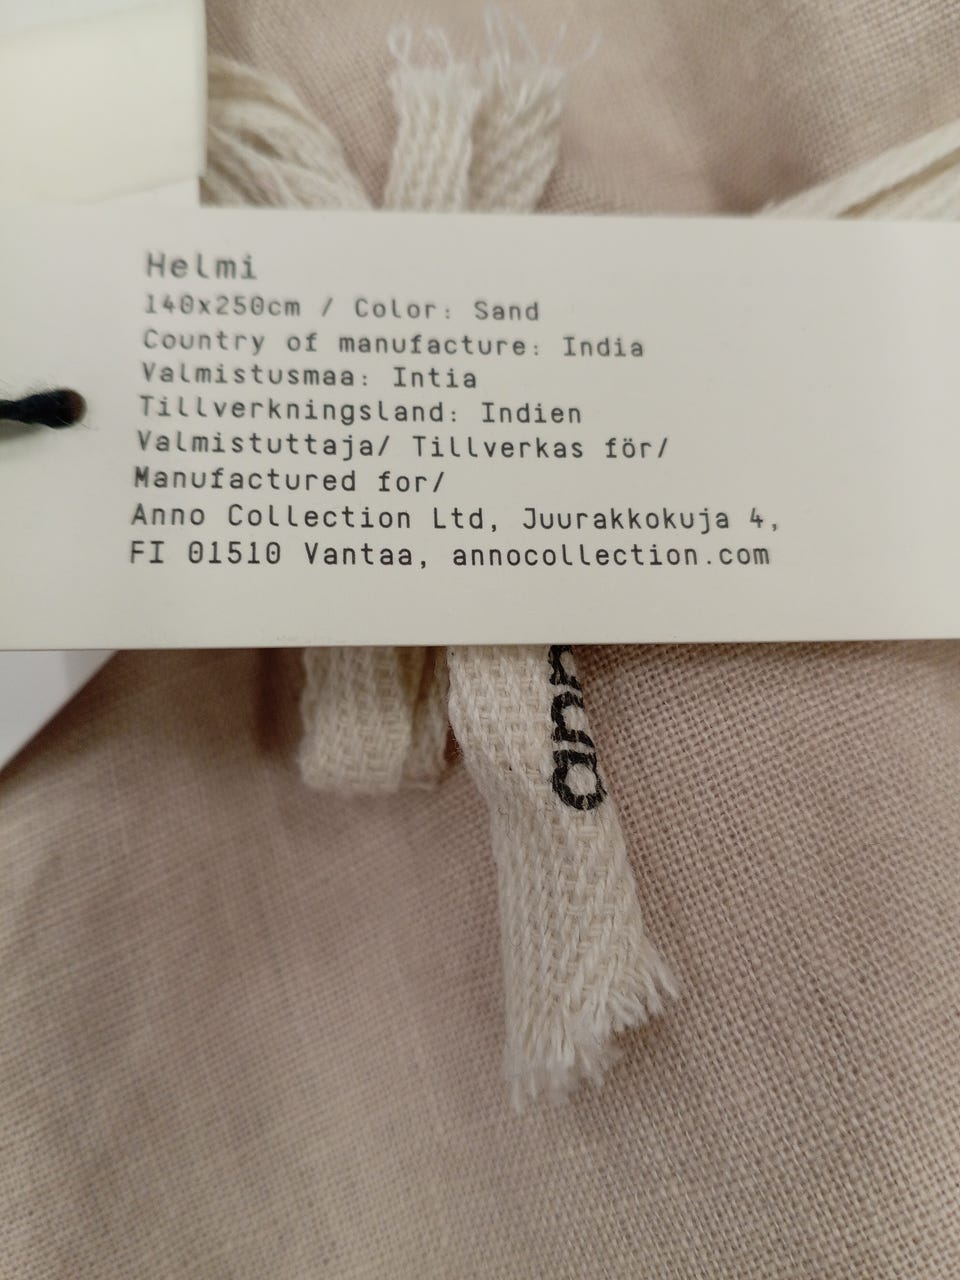 Helmi
140x250cm / Color: Sand
Country of manufacture: India
Valmistusmaa: Intia
Tillverkningsland: Indien
Valmistuttaja/ Tillverkas för/
Manufactured for/
Anno Collection Ltd, Juurakkokuja 4,
FI 01510 Vantaa, annocollection.com
ann